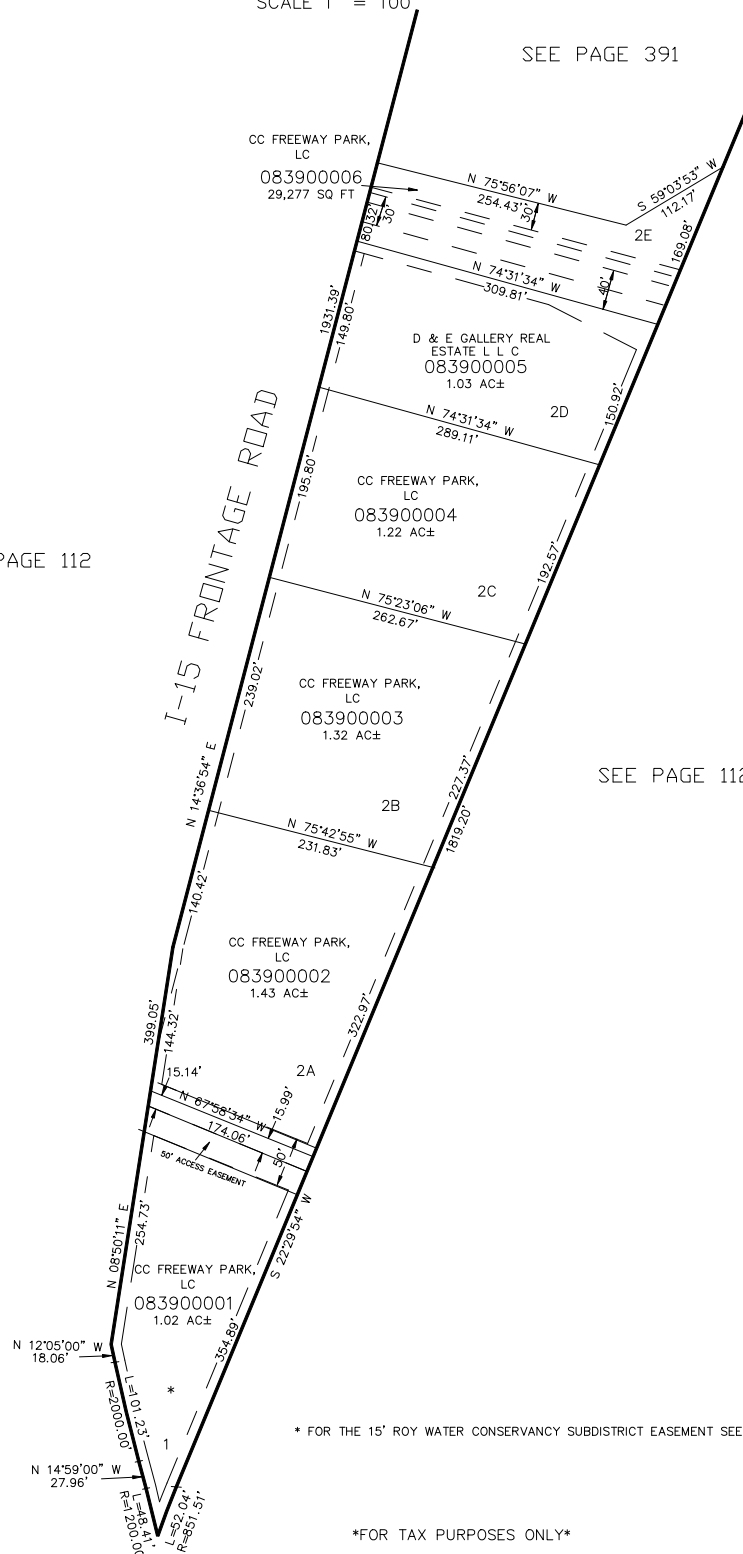 SCALE 1" = 100'
SEE PAGE 391
CC FREEWAY PARK,
LC
083900006
29,277 SQ FT
N 75°56'07" W
254.43'
30'
S 59°03'53" W
112.17'
2E
80.32'
30'
169.08'
N 74°31'34" W
309.81'
40'
1931.39'
149.80'
D & E GALLERY REAL
ESTATE L L C
083900005
1.03 AC±
2D
150.92'
N 74°31'34" W
289.11'
I-15 FRONTAGE ROAD
195.80'
CC FREEWAY PARK,
LC
083900004
1.22 AC±
PAGE 112
192.57'
2C
N 75°23'06" W
262.67'
239.02'
CC FREEWAY PARK,
LC
083900003
1.32 AC±
N 14°36'54" E
SEE PAGE 112
227.37'
1819.20'
2B
N 75°42'55" W
231.83'
140.42'
CC FREEWAY PARK,
LC
083900002
1.43 AC±
399.05'
144.32'
322.97'
2A
15.14'
N 67°58'34" W
174.06'
15.99'
50'
50' ACCESS EASEMENT
S 22°29'54" W
N 08°50'11" E
254.73'
CC FREEWAY PARK,
LC
083900001
1.02 AC±
354.89'
N 12°05'00" W
18.06'
*
L=101.23'
R=2000.00'
1
* FOR THE 15' ROY WATER CONSERVANCY SUBDISTRICT EASEMENT SEE
N 14°59'00" W
27.96'
L=48.41'
R=1200.00
L=52.04'
R=851.51'
*FOR TAX PURPOSES ONLY*